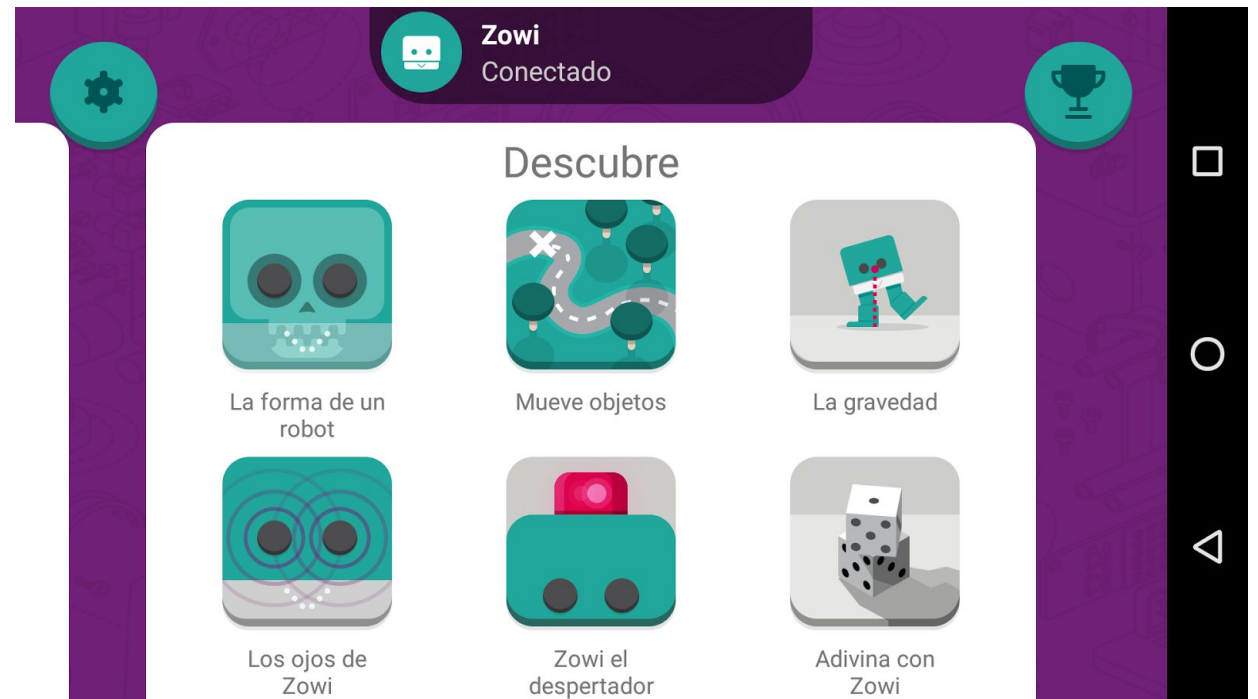 Zowi
Conectado
Descubre
La forma de un
robot
Mueve objetos
La gravedad
Los ojos de
Zowi
Zowi el
despertador
Adivina con
Zowi